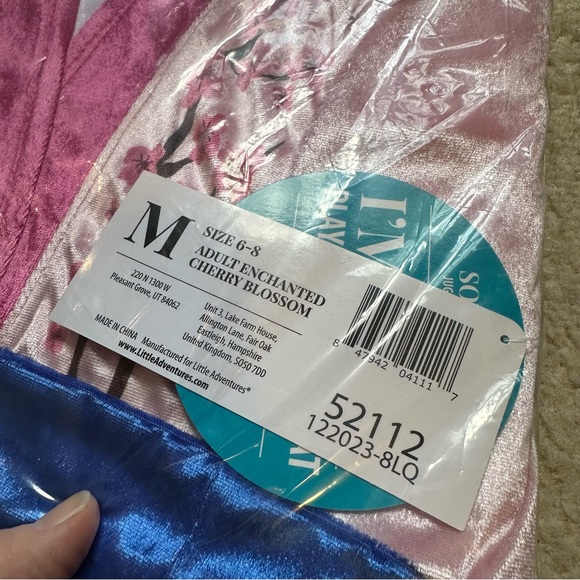 M
SIZE 6-8
ADULT ENCHANTED
CHERRY BLOSSOM
220 N 1300 W
Pleasant Grove, UT 84062
Unit 3, Lake Farm House,
Allington Lane, Fair Oak
Eastleigh, Hampshire
United Kingdom, SO50 7DD
MADE IN CHINA Manufactured for Little Adventures®
www.LittleAdventures.com
8 42942 04111 7
52112
122023-8LQ
I'
SO